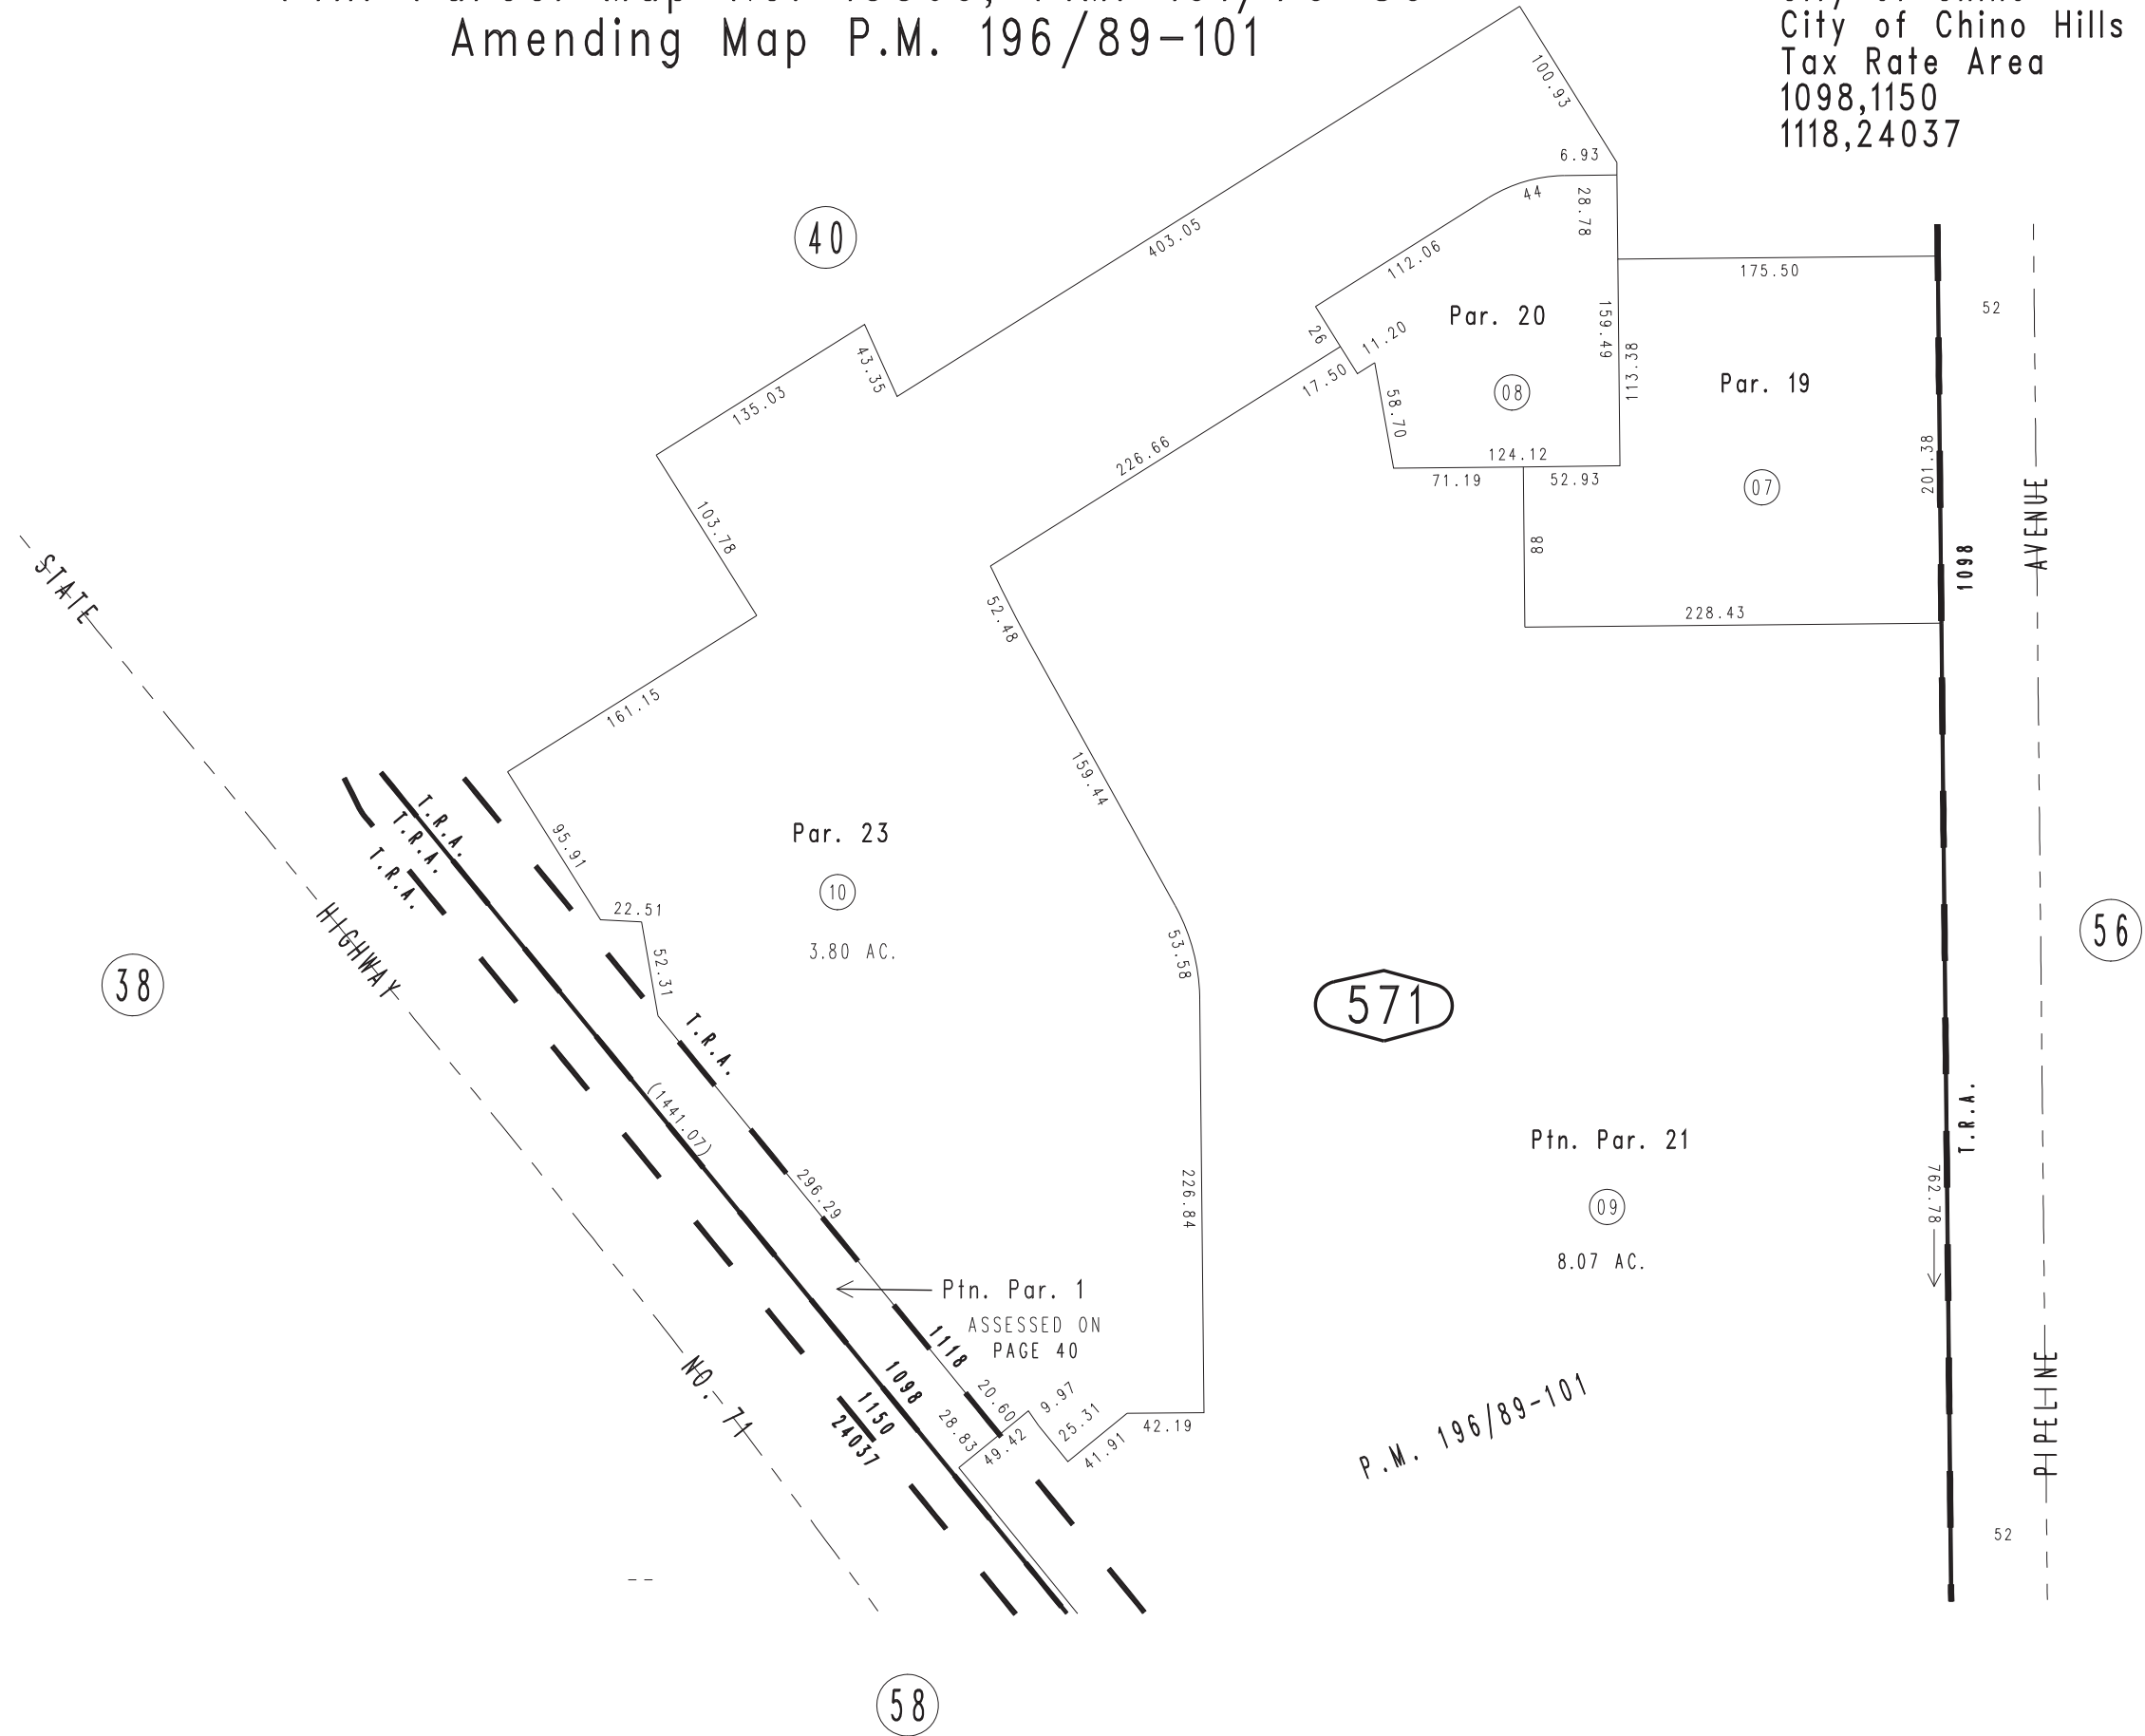 Amending Map P.M. 196/89-101
City of Chino Hills
Tax Rate Area
1098,1150
1118,24037
100.93
6.93
44
28.78
40
403.05
112.06
175.50
52
Par. 20
26
11.20
159.49
113.38
43.35
17.50
Par. 19
135.03
08
58.70
226.66
124.12
201.38
71.19
52.93
07
AVENUE
103.78
88
1098
STATE
52.48
228.43
161.15
159.44
T.R.A.
T.R.A.
T.R.A.
95.91
Par. 23
10
22.51
56
HIGHWAY
3.80 AC.
53.58
52.31
38
571
T.R.A.
(1441.07)
T.R.A.
Ptn. Par. 21
296.29
226.84
762.78
09
8.07 AC.
Ptn. Par. 1
ASSESSED ON
PAGE 40
1118
1098
1150
24037
NO. 71
20.60
9.97
25.31
28.83
49.42
41.91
42.19
P.M. 196/89-101
PIPELINE
52
58